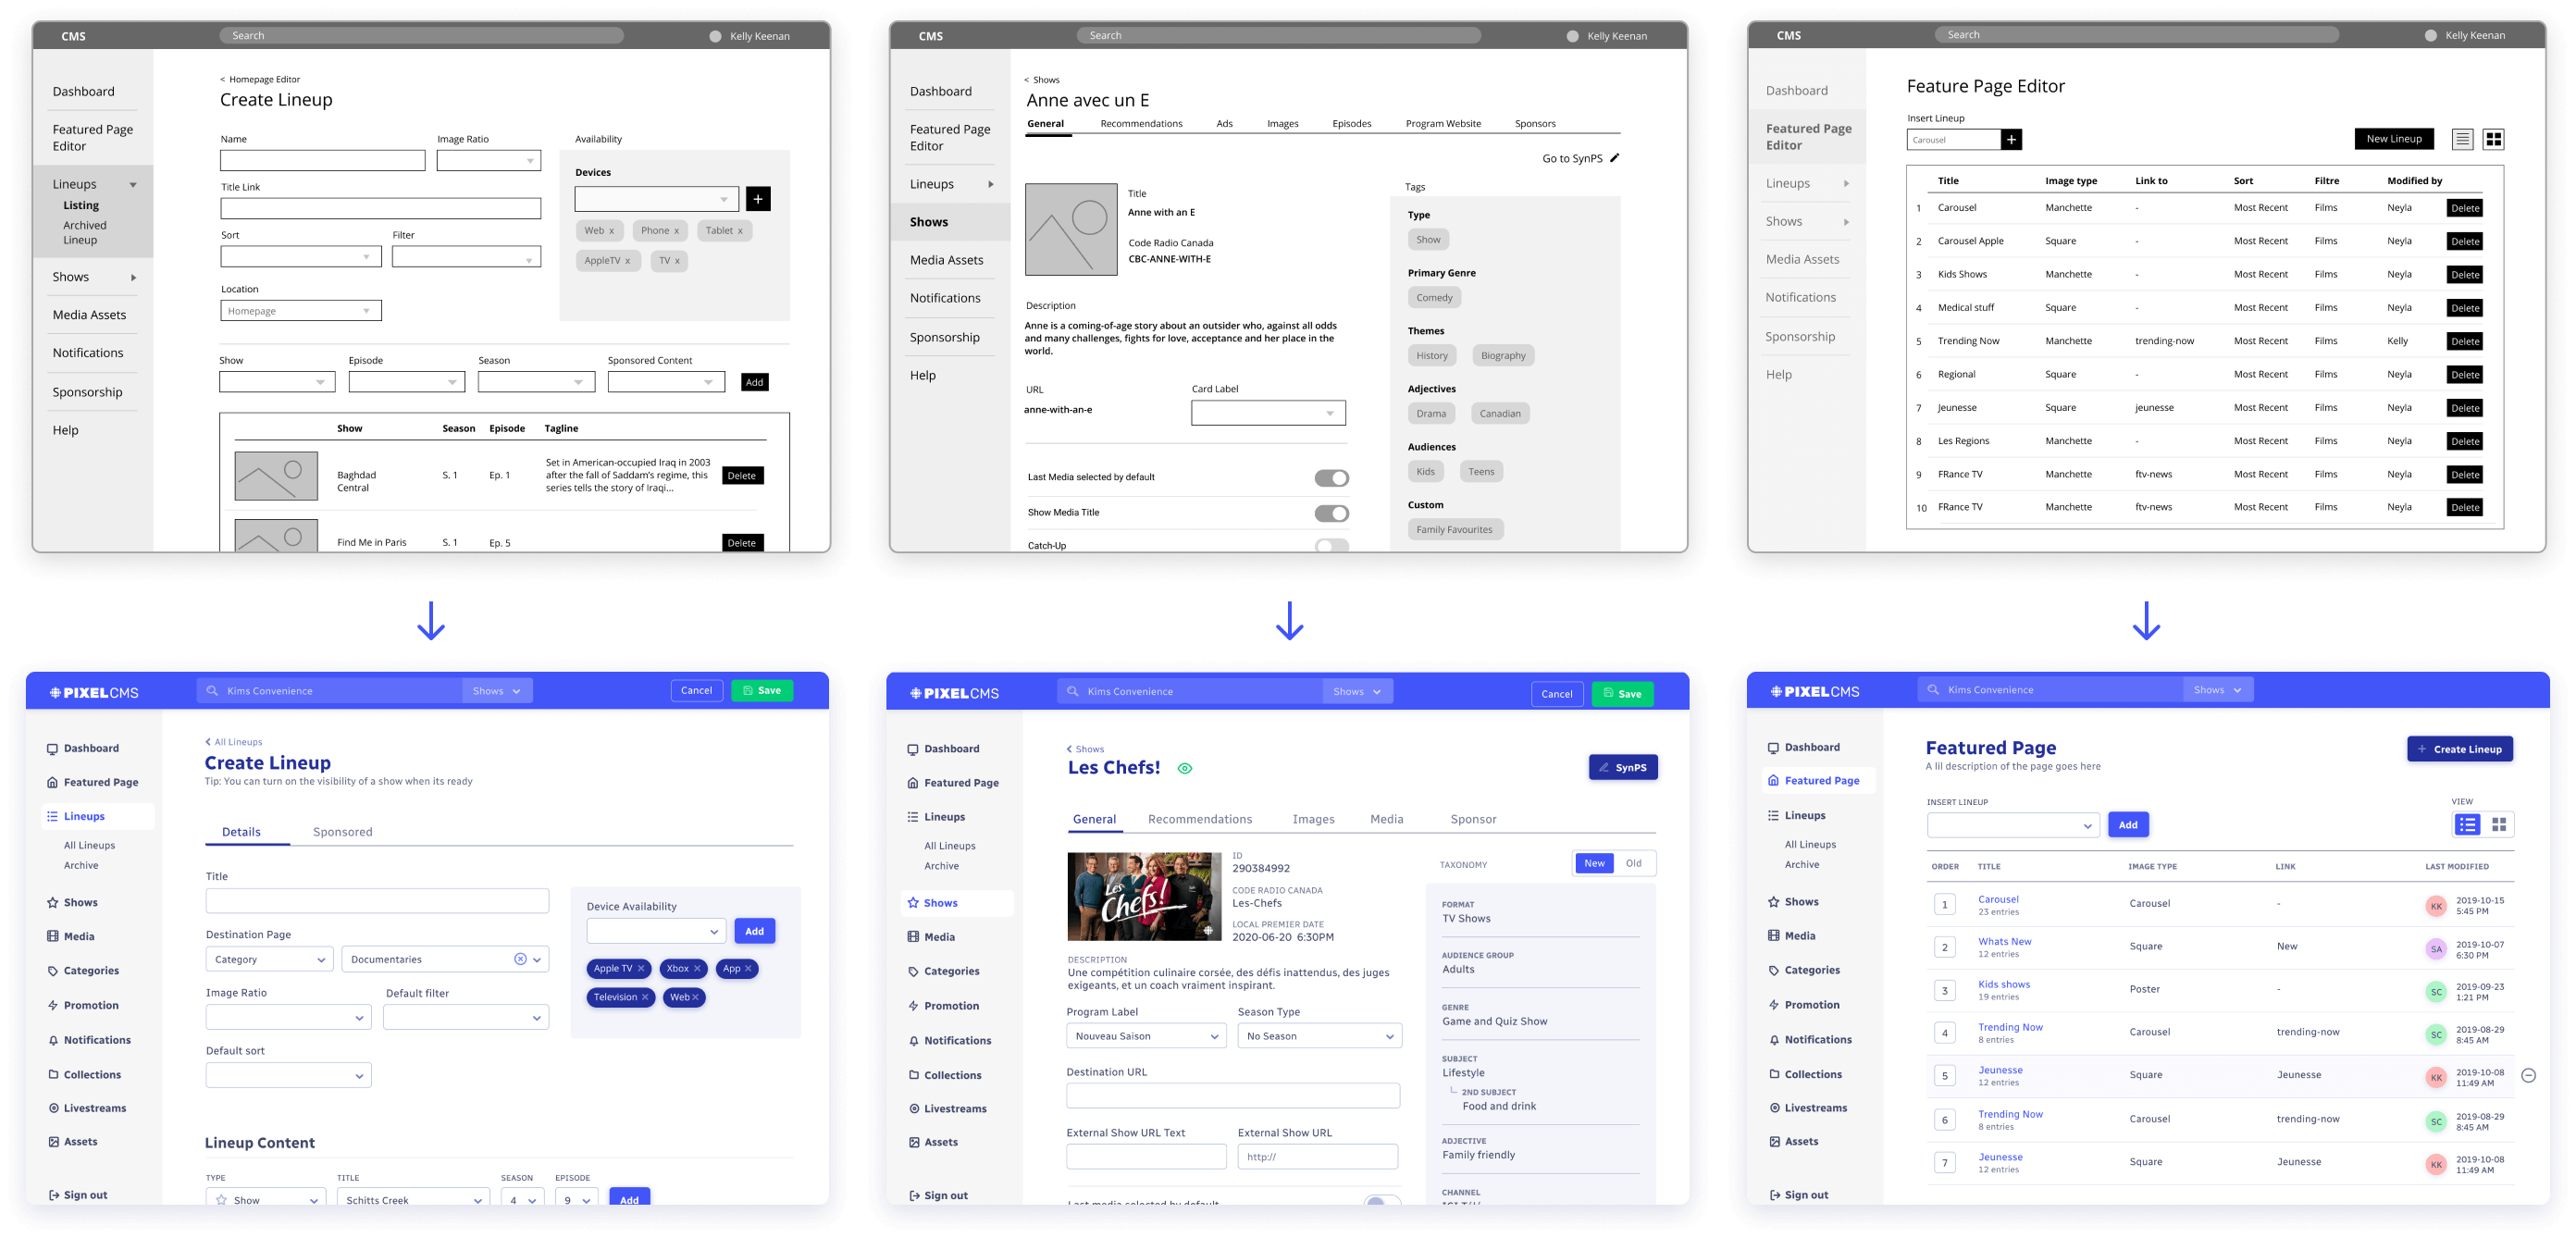 CMS
Search
Kelly Keenan
Dashboard
Featured Page
Editor
Lineups
Listing
Archived
Lineup
Shows
Media Assets
Notifications
Sponsorship
Help
< Homepage Editor
Create Lineup
Name
Image Ratio
Title Link
Sort
Filter
Location
Homepage
Availability
Devices
+
Web x Phone x Tablet x
AppleTV x TV x
Show Episode Season Sponsored Content
Add
Show Season Episode Tagline
Baghdad
Central
S. 1 Ep. 1
Set in American-occupied Iraq in 2003
after the fall of Saddam's regime, this
series tells the story of Iraqi...
Delete
Find Me in Paris S. 1 Ep. 5
Delete
CMS
Search
Kelly Keenan
Dashboard
Featured Page
Editor
Lineups
Shows
Media Assets
Notifications
Sponsorship
Help
< Shows
Anne avec un E
General Recommendations Ads Images Episodes Program Website Sponsors
Go to SynPS
Title
Anne with an E
Code Radio Canada
CBC-ANNE-WITH-E
Description
Anne is a coming-of-age story about an outsider who, against all odds
and many challenges, fights for love, acceptance and her place in the
world.
URL
anne-with-an-e
Card Label
Last Media selected by default
Show Media Title
Catch-Up
Tags
Type
Show
Primary Genre
Comedy
Themes
History Biography
Adjectives
Drama Canadian
Audiences
Kids Teens
Custom
Family Favourites
CMS
Search
Kelly Keenan
Dashboard
Featured Page
Editor
Lineups
Shows
Media Assets
Notifications
Sponsorship
Help
Feature Page Editor
Insert Lineup
Carousel
+
New Lineup
Title Image type Link to Sort Filtre Modified by
1 Carousel Manchette - Most Recent Films Neyla Delete
2 Carousel Apple Square - Most Recent Films Neyla Delete
3 Kids Shows Manchette - Most Recent Films Neyla Delete
4 Medical stuff Square - Most Recent Films Neyla Delete
5 Trending Now Manchette trending-now Most Recent Films Kelly Delete
6 Regional Square - Most Recent Films Neyla Delete
7 Jeunesse Square jeunesse Most Recent Films Neyla Delete
8 Les Regions Manchette - Most Recent Films Neyla Delete
9 FRance TV Manchette ftv-news Most Recent Films Neyla Delete
10 FRance TV Manchette ftv-news Most Recent Films Neyla Delete
PIXELCMS
Kims Convenience
Shows
Cancel
Save
Dashboard
Featured Page
Lineups
All Lineups
Archive
Shows
Media
Categories
Promotion
Notifications
Collections
Livestreams
Assets
Sign out
All Lineups
Create Lineup
Tip: You can turn on the visibility of a show when its ready
Details Sponsored
Title
Destination Page
Category
Documentaries
Image Ratio
Default filter
Default sort
Device Availability
Add
Apple TV × Xbox × App ×
Television × Web ×
Lineup Content
TYPE TITLE SEASON EPISODE
Show Schitts Creek 4 9 Add
PIXELCMS
Kims Convenience
Shows
Cancel
Save
Dashboard
Featured Page
Lineups
All Lineups
Archive
Shows
Media
Categories
Promotion
Notifications
Collections
Livestreams
Assets
Sign out
Shows
Les Chefs!
SynPS
General Recommendations Images Media Sponsor
Les
Chefs!
ID
290384992
CODE RADIO CANADA
Les-Chefs
LOCAL PREMIER DATE
2020-06-20 6:30PM
DESCRIPTION
Une compétition culinaire corsée, des défis inattendus, des juges
exigeants, et un coach vraiment inspirant.
Program Label
Nouveau Saison
Season Type
No Season
Destination URL
External Show URL Text
External Show URL
http://
Last media selected by default
TAXONOMY
New Old
FORMAT
TV Shows
AUDIENCE GROUP
Adults
GENRE
Game and Quiz Show
SUBJECT
Lifestyle
2ND SUBJECT
Food and drink
ADJECTIVE
Family friendly
CHANNEL
PIXELCMS
Kims Convenience
Shows
Dashboard
Featured Page
Lineups
All Lineups
Archive
Shows
Media
Categories
Promotion
Notifications
Collections
Livestreams
Assets
Sign out
Featured Page
A lil description of the page goes here
+ Create Lineup
INSERT LINEUP
Add
VIEW
ORDER TITLE IMAGE TYPE LINK LAST MODIFIED
1 Carousel Carousel - KK 2019-10-15
23 entries 5:45 PM
2 Whats New Square New SA 2019-10-07
12 entries 6:30 PM
3 Kids shows Poster - SC 2019-09-23
19 entries 1:21 PM
4 Trending Now Carousel trending-now SC 2019-08-29
8 entries 8:45 AM
5 Jeunesse Square Jeunesse KK 2019-10-08
12 entries 11:49 AM
6 Trending Now Carousel trending-now SC 2019-08-29
8 entries 8:45 AM
7 Jeunesse Square Jeunesse KK 2019-10-08
12 entries 11:49 AM